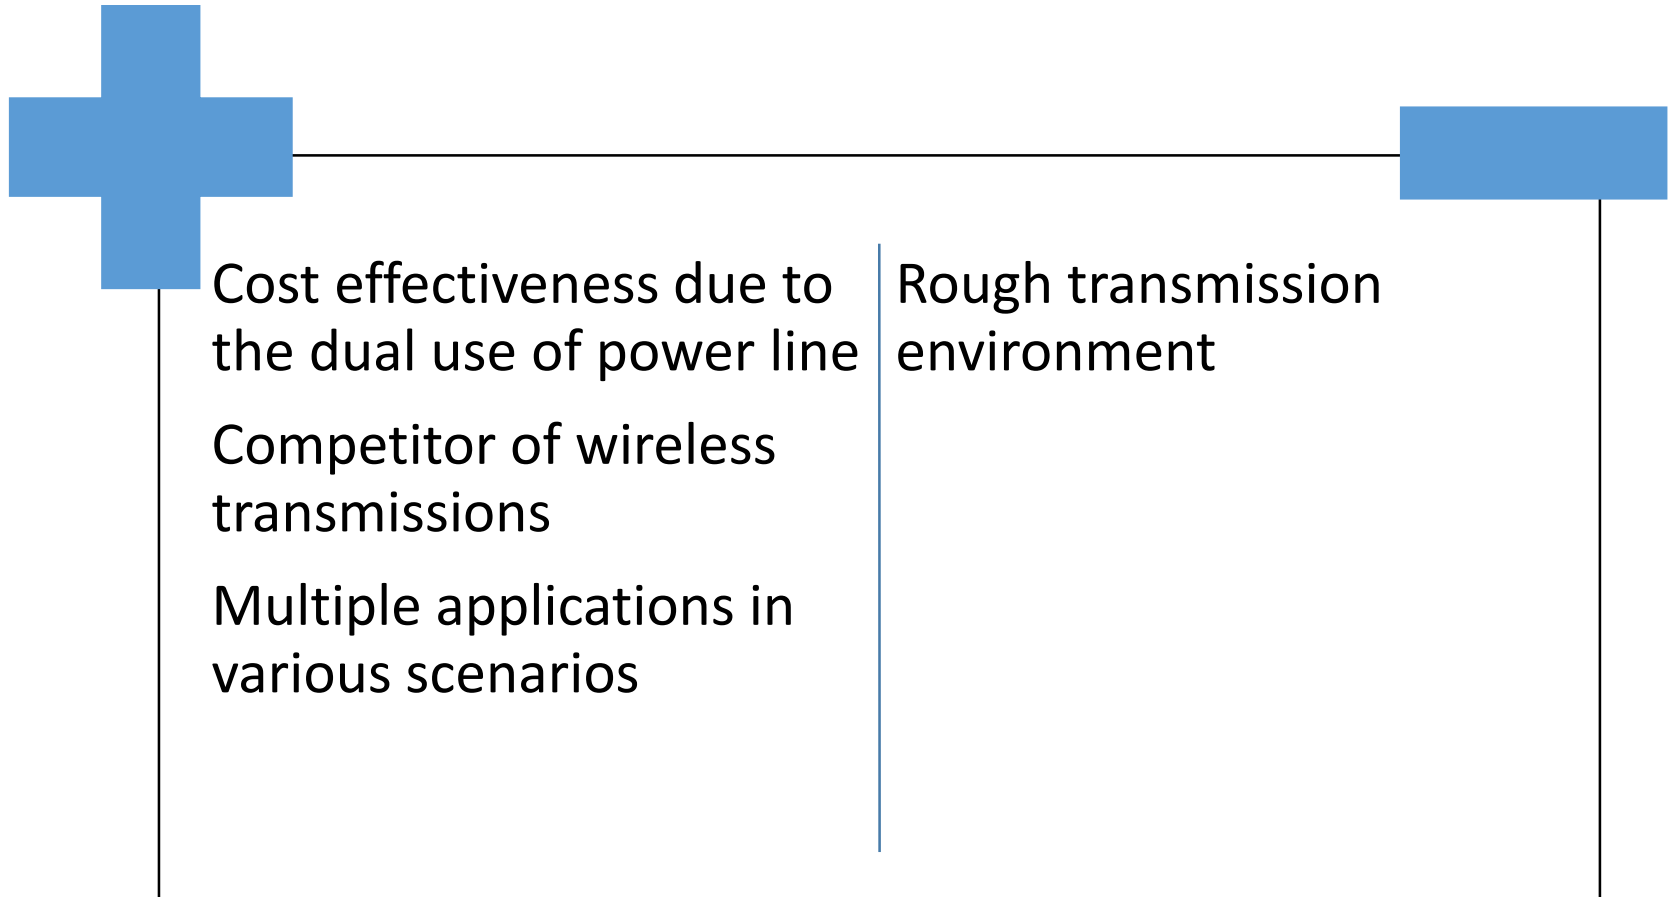 Cost effectiveness due to
the dual use of power line
Competitor of wireless
transmissions
Multiple applications in
various scenarios
Rough transmission
environment